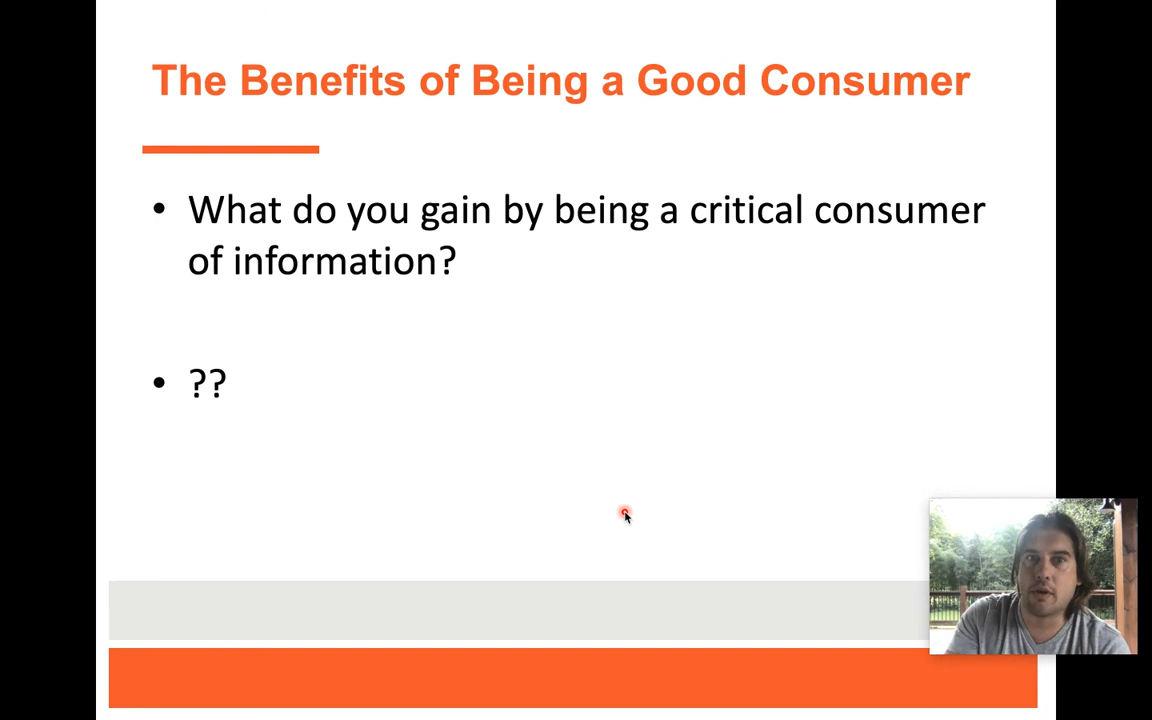 The Benefits of Being a Good Consumer
• What do you gain by being a critical consumer
of information?
• ??